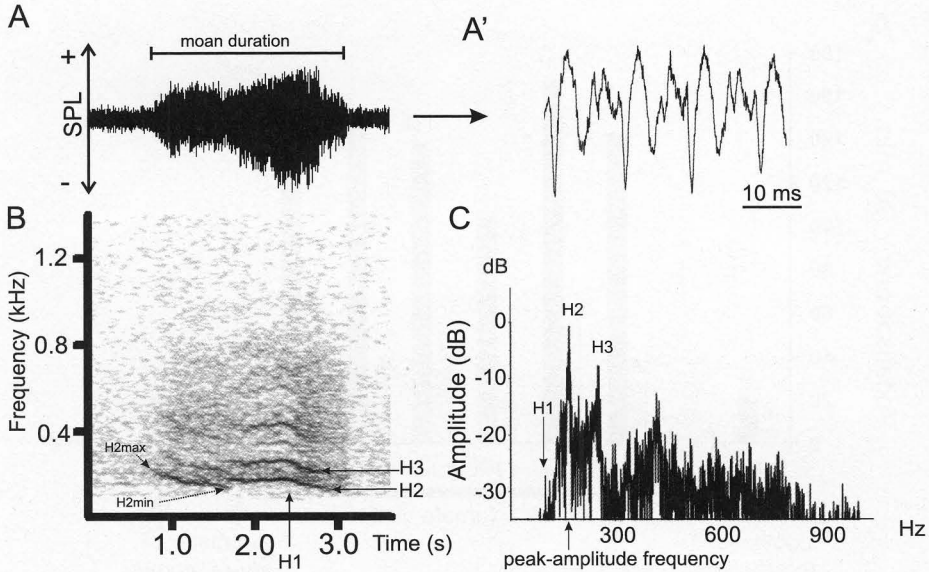 A
moan duration
+
SPL
-
A'
10 ms
B
Frequency (kHz)
1.2
0.8
0.4
H2max
H2min
H3
H2
1.0
2.0
3.0
Time (s)
H1
C
dB
Amplitude (dB)
0
-10
-20
-30
H1
H2
H3
300
600
900
Hz
peak-amplitude frequency